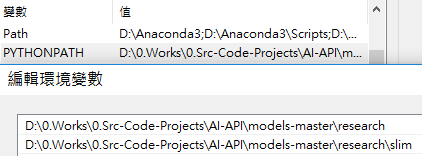 變數 值
Path D:\Anaconda3;D:\Anaconda3\Scripts;D:\...
PYTHONPATH D:\0.Works\0.Src-Code-Projects\AI-API\m...
編輯環境變數
D:\0.Works\0.Src-Code-Projects\AI-API\models-master\research
D:\0.Works\0.Src-Code-Projects\AI-API\models-master\research\slim